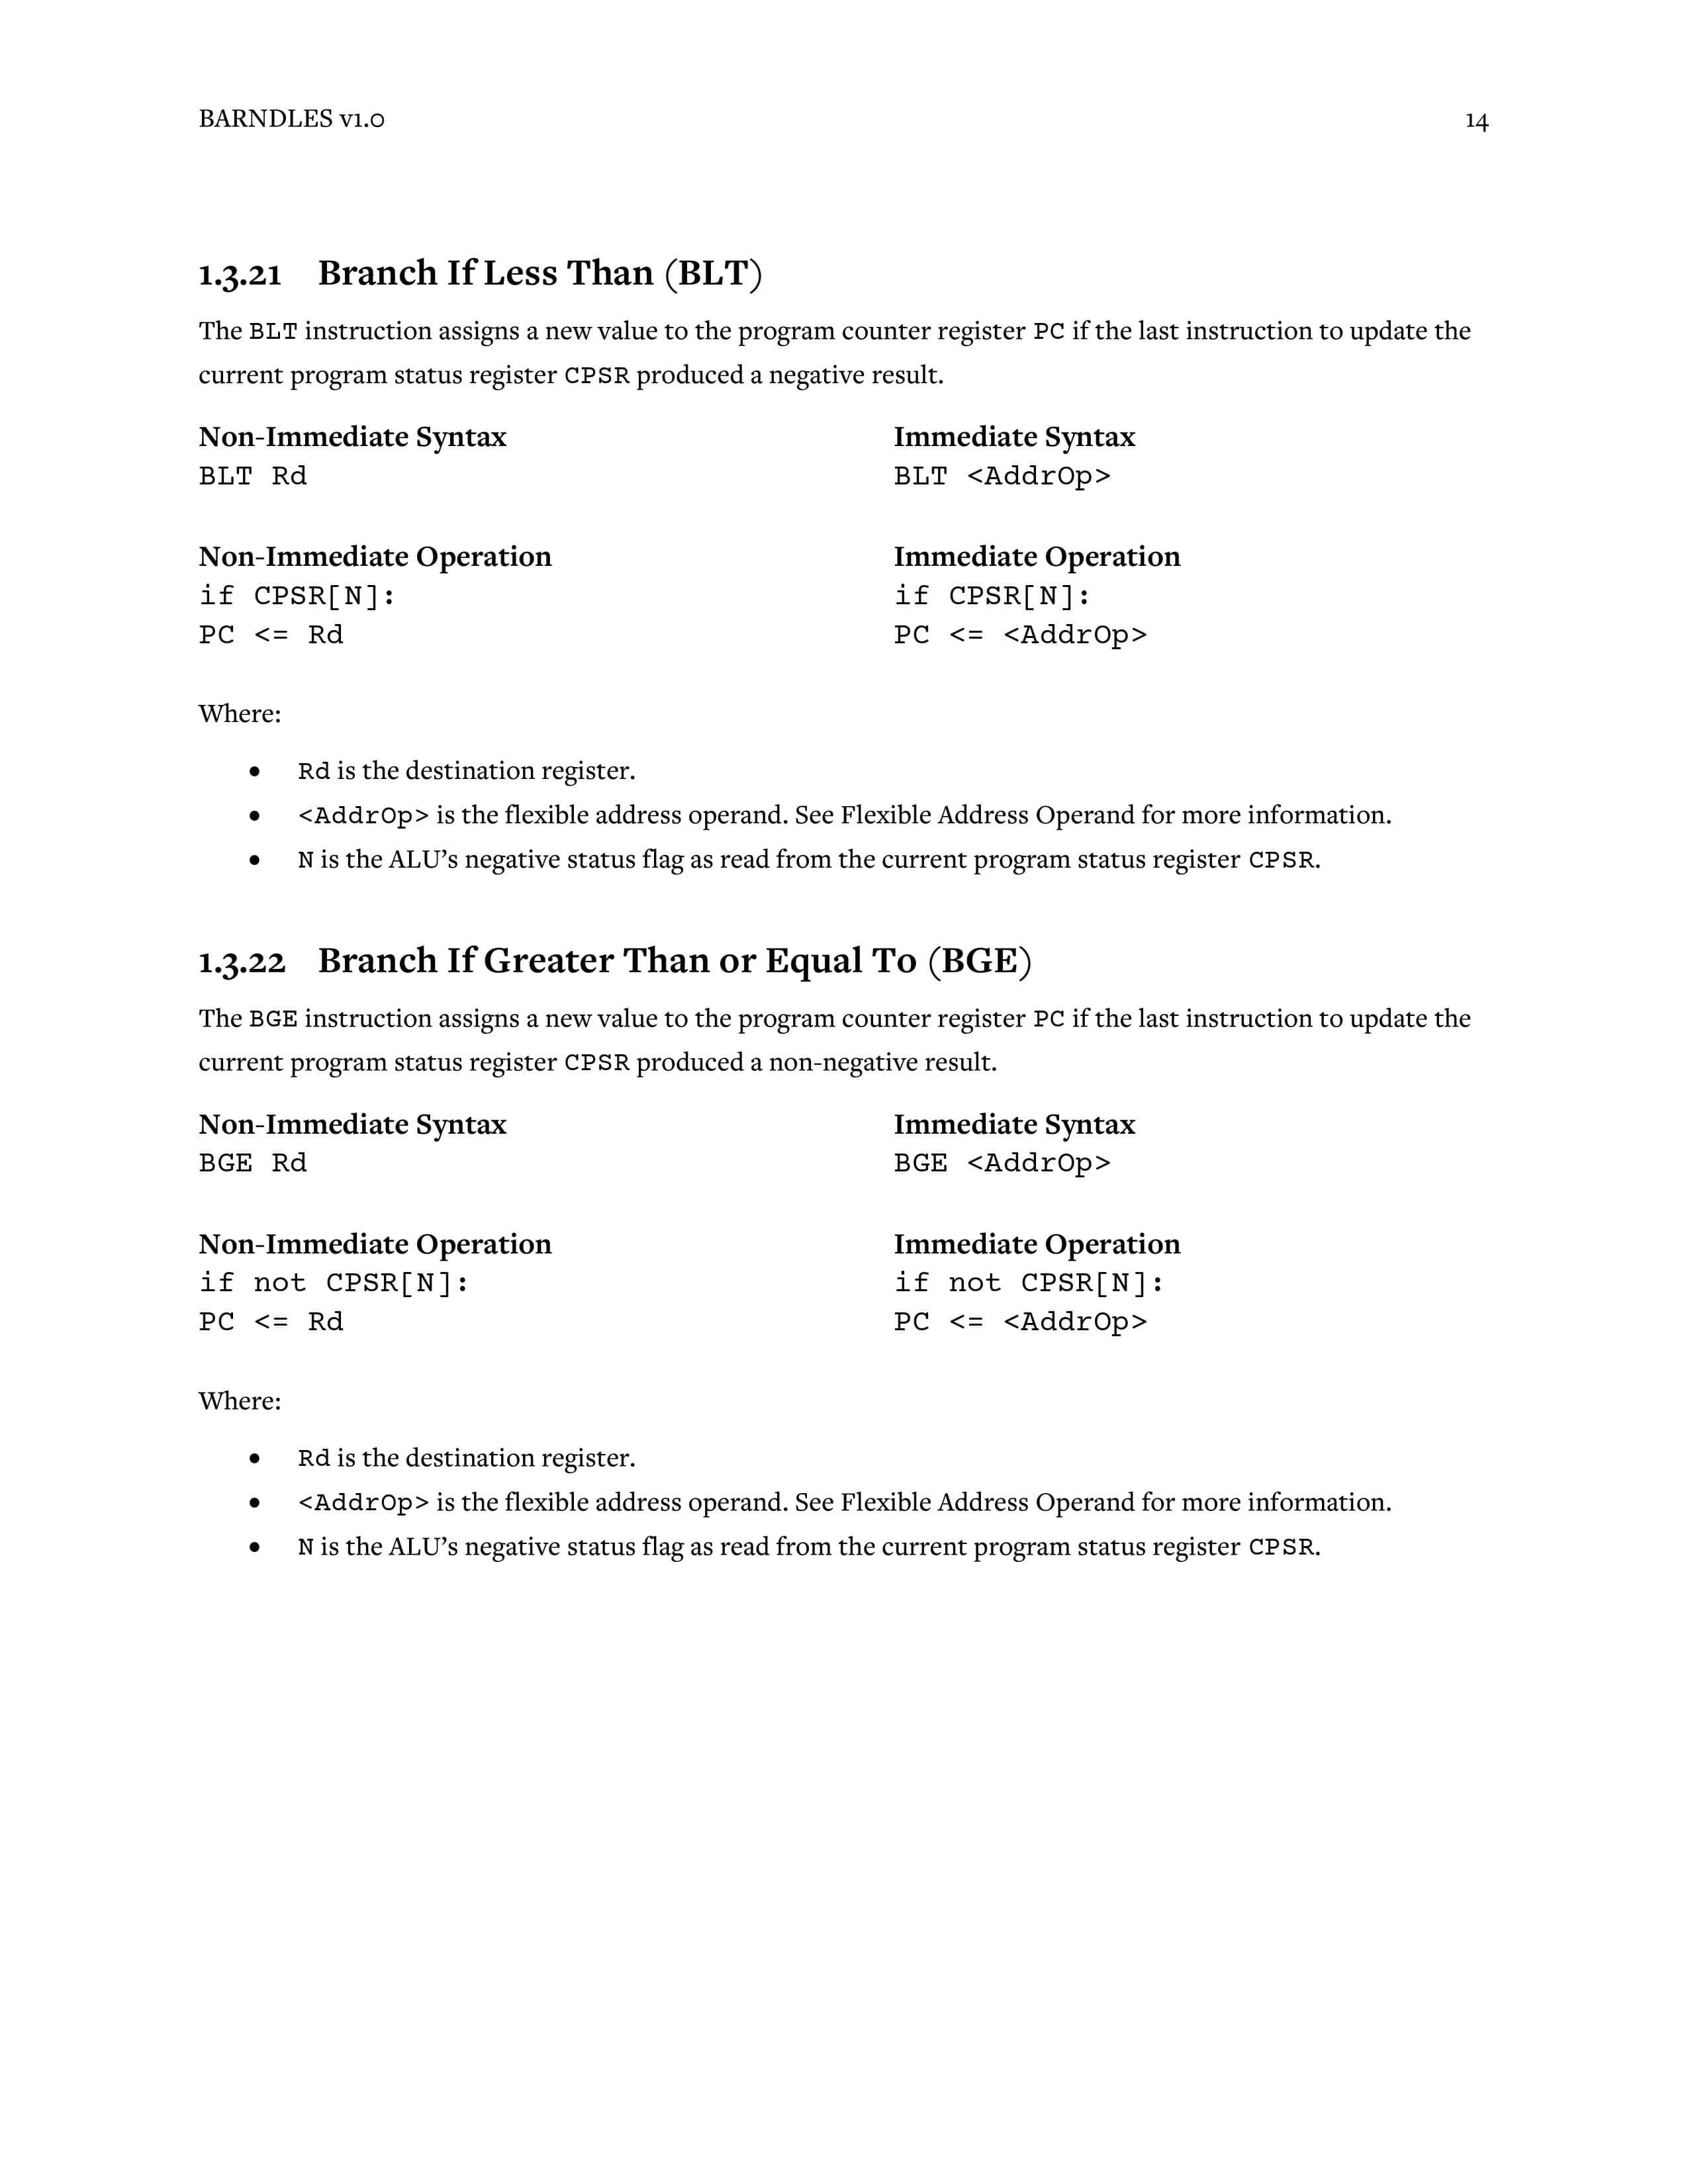 BARNDLES v1.0 14
1.3.21 Branch If Less Than (BLT)
The BLT instruction assigns a new value to the program counter register PC if the last instruction to update the
current program status register CPSR produced a negative result.
Non-Immediate Syntax
BLT Rd
Immediate Syntax
BLT <AddrOp>
Non-Immediate Operation
if CPSR[N]:
PC <= Rd
Immediate Operation
if CPSR[N]:
PC <= <AddrOp>
Where:
• Rd is the destination register.
• <AddrOp> is the flexible address operand. See Flexible Address Operand for more information.
• N is the ALU’s negative status flag as read from the current program status register CPSR.
1.3.22 Branch If Greater Than or Equal To (BGE)
The BGE instruction assigns a new value to the program counter register PC if the last instruction to update the
current program status register CPSR produced a non-negative result.
Non-Immediate Syntax
BGE Rd
Immediate Syntax
BGE <AddrOp>
Non-Immediate Operation
if not CPSR[N]:
PC <= Rd
Immediate Operation
if not CPSR[N]:
PC <= <AddrOp>
Where:
• Rd is the destination register.
• <AddrOp> is the flexible address operand. See Flexible Address Operand for more information.
• N is the ALU’s negative status flag as read from the current program status register CPSR.